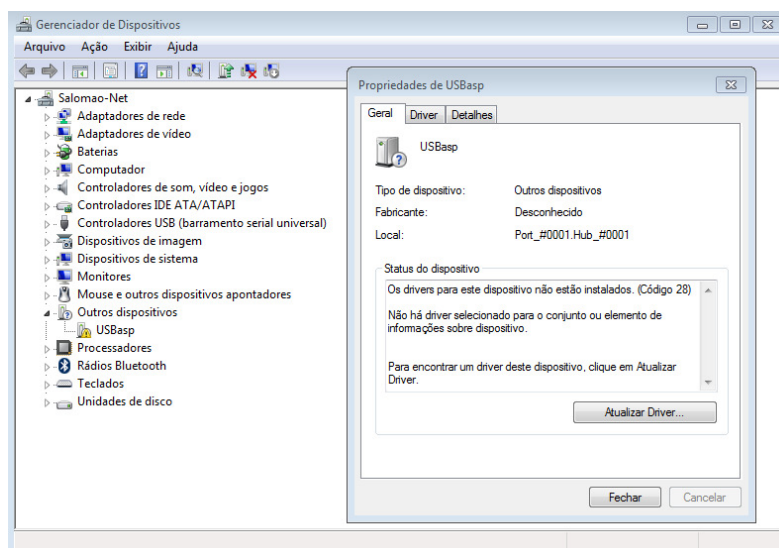 Gerenciador de Dispositivos
Arquivo Ação Exibir Ajuda
Salomao-Net
Adaptadores de rede
Adaptadores de vídeo
Baterias
Computador
Controladores de som, vídeo e jogos
Controladores IDE ATA/ATAPI
Controladores USB (barramento serial universal)
Dispositivos de imagem
Dispositivos de sistema
Monitores
Mouse e outros dispositivos apontadores
Outros dispositivos
USBasp
Processadores
Rádios Bluetooth
Teclados
Unidades de disco
Propriedades de USBasp
Geral Driver Detalhes
USBasp
Tipo de dispositivo: Outros dispositivos
Fabricante: Desconhecido
Local: Port_#0001.Hub_#0001
Status do dispositivo
Os drivers para este dispositivo não estão instalados. (Código 28)
Não há driver selecionado para o conjunto ou elemento de
informações sobre dispositivo.
Para encontrar um driver deste dispositivo, clique em Atualizar
Driver.
Atualizar Driver...
Fechar Cancelar